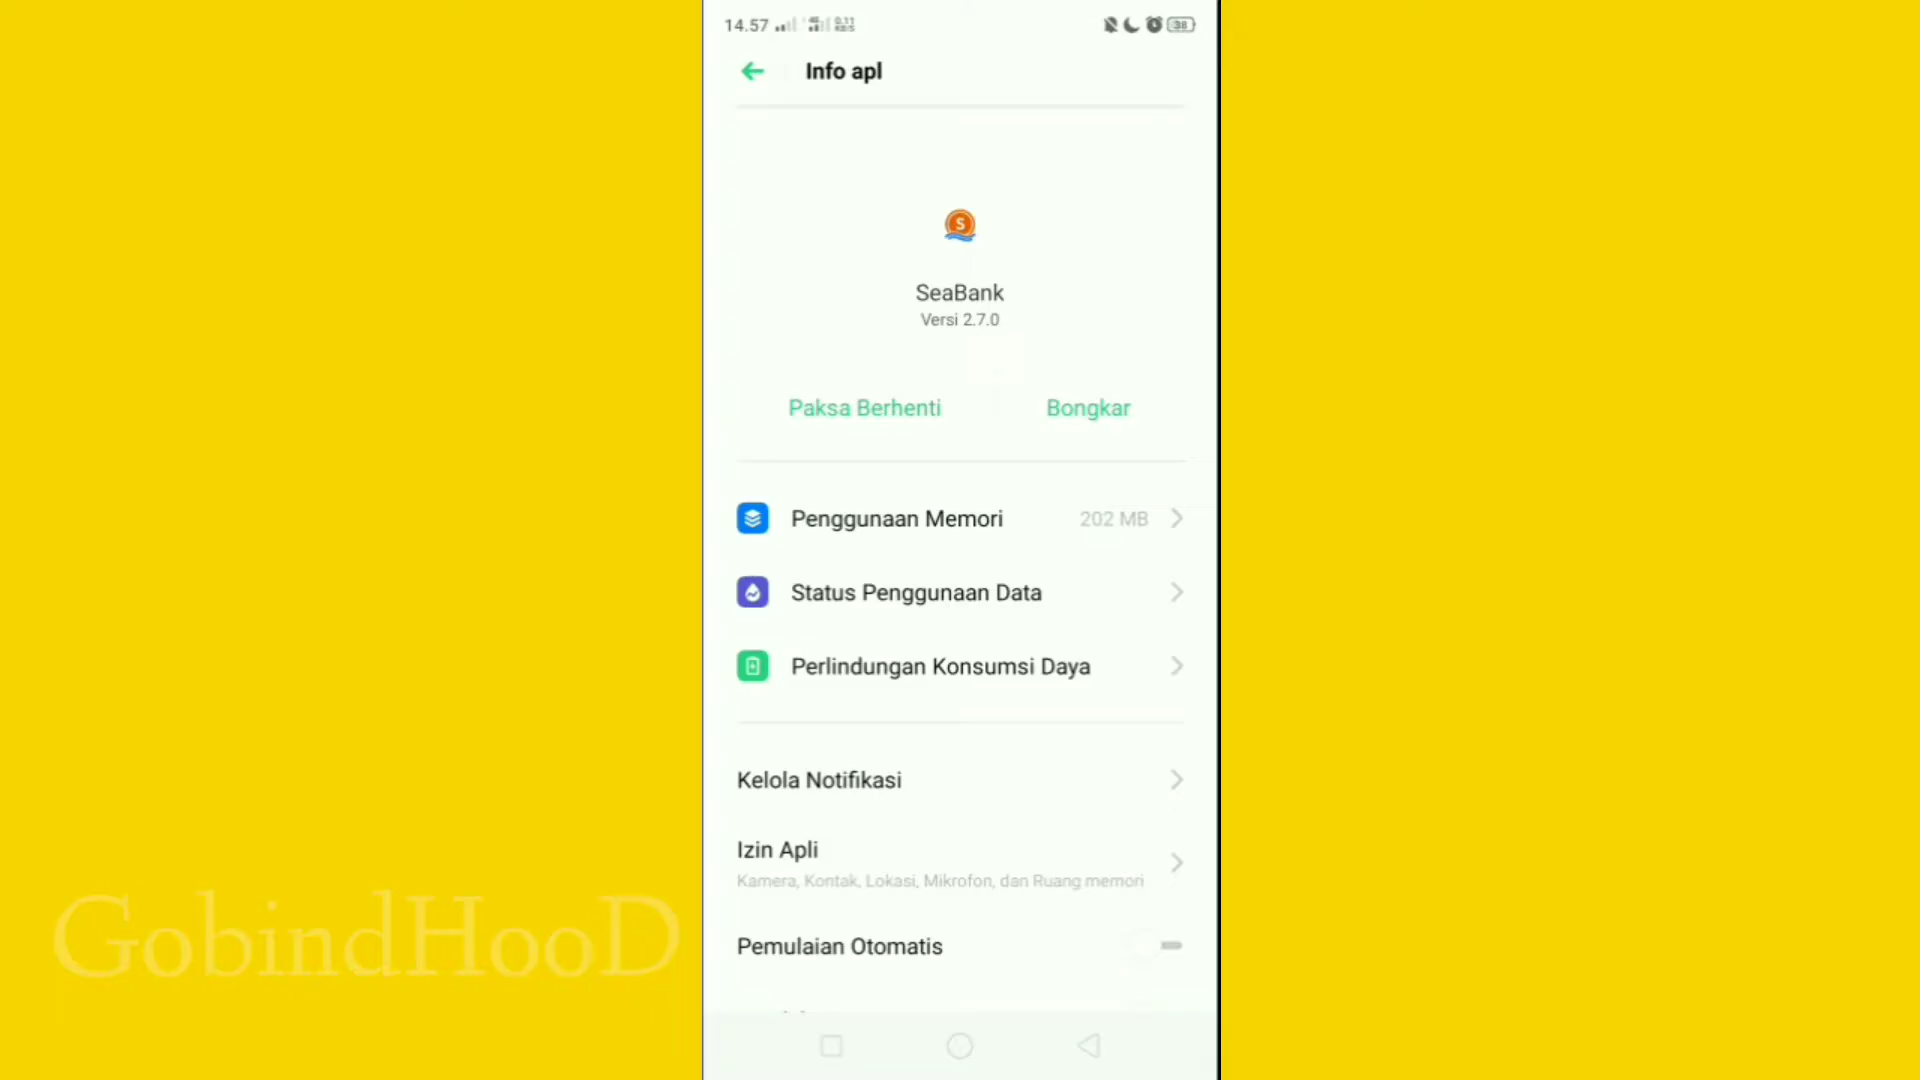 14.57
38
Info apl
S
SeaBank
Versi 2.7.0
Paksa Berhenti
Bongkar
Penggunaan Memori
202 MB
Status Penggunaan Data
Perlindungan Konsumsi Daya
Kelola Notifikasi
Izin Apli
Kamera, Kontak, Lokasi, Mikrofon, dan Ruang memori
Pemulaian Otomatis
GobindHooD